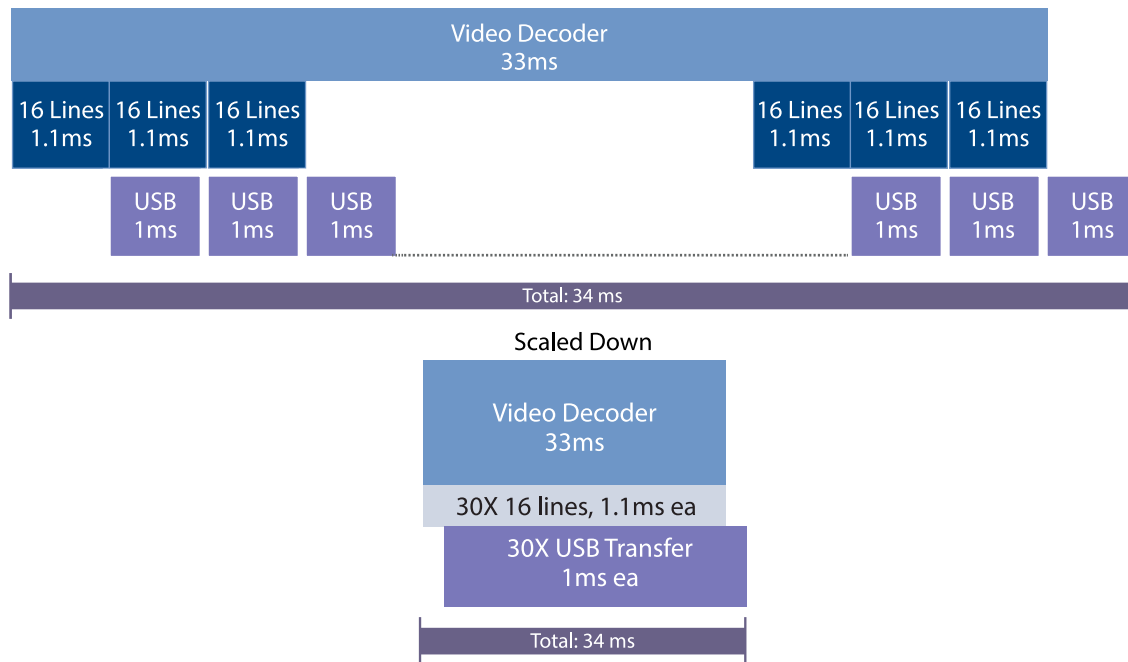 Video Decoder
33ms
16 Lines
1.1ms
16 Lines
1.1ms
16 Lines
1.1ms
16 Lines
1.1ms
16 Lines
1.1ms
16 Lines
1.1ms
USB
1ms
USB
1ms
USB
1ms
USB
1ms
USB
1ms
USB
1ms
Total: 34 ms
Scaled Down
Video Decoder
33ms
30X 16 lines, 1.1ms ea
30X USB Transfer
1ms ea
Total: 34 ms